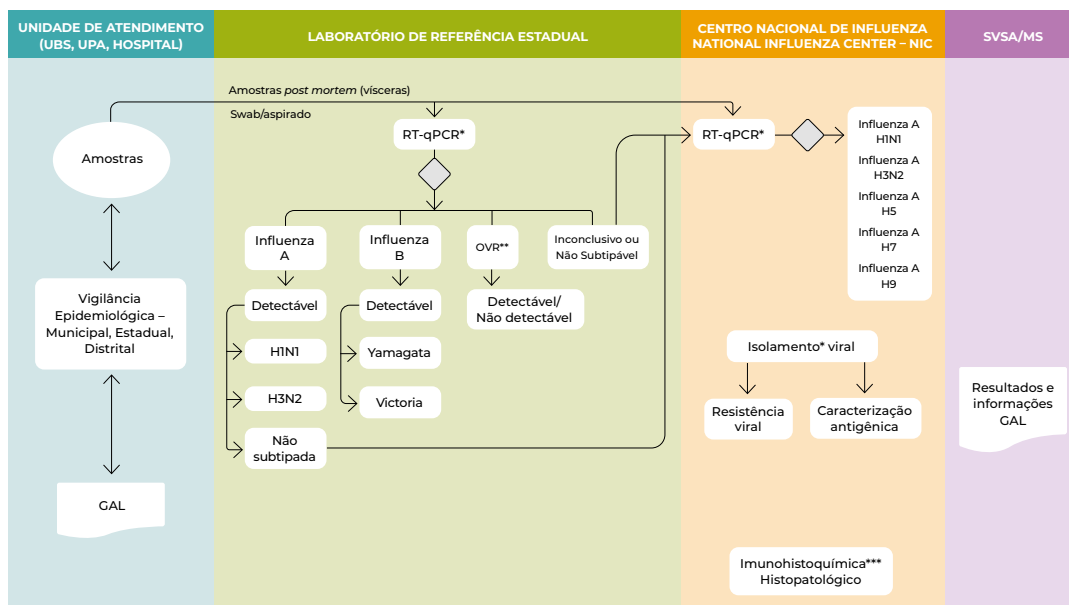 UNIDADE DE ATENDIMENTO
(UBS, UPA, HOSPITAL)
LABORATÓRIO DE REFERÊNCIA ESTADUAL
CENTRO NACIONAL DE INFLUENZA
NATIONAL INFLUENZA CENTER – NIC
SVSA/MS
Amostras post mortem (vísceras)
Swab/aspirado
Amostras
Vigilância
Epidemiológica –
Municipal, Estadual,
Distrital
GAL
RT-qPCR*
Influenza
A
Influenza
B
OVR**
Inconclusivo ou
Não Subtipável
Detectável
Detectável
Detectável/
Não detectável
H1N1
Yamagata
H3N2
Victoria
Não
subtipada
RT-qPCR*
Influenza A
H1N1
Influenza A
H3N2
Influenza A
H5
Influenza A
H7
Influenza A
H9
Isolamento* viral
Resistência
viral
Caracterização
antigênica
Imunohistoquímica***
Histopatológico
Resultados e
informações
GAL